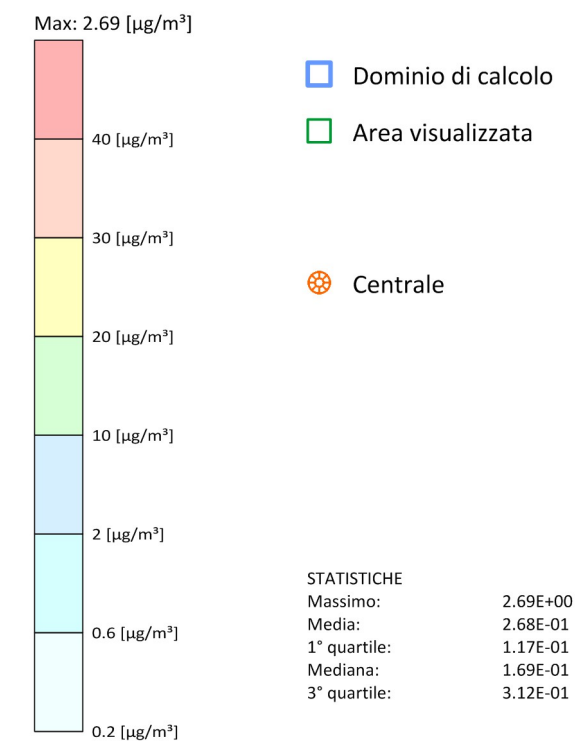 Max: 2.69 [µg/m³]
40 [µg/m³]
30 [µg/m³]
20 [µg/m³]
10 [µg/m³]
2 [µg/m³]
0.6 [µg/m³]
0.2 [µg/m³]
Dominio di calcolo
Area visualizzata
Centrale
STATISTICHE
Massimo: 2.69E+00
Media: 2.68E-01
1° quartile: 1.17E-01
Mediana: 1.69E-01
3° quartile: 3.12E-01